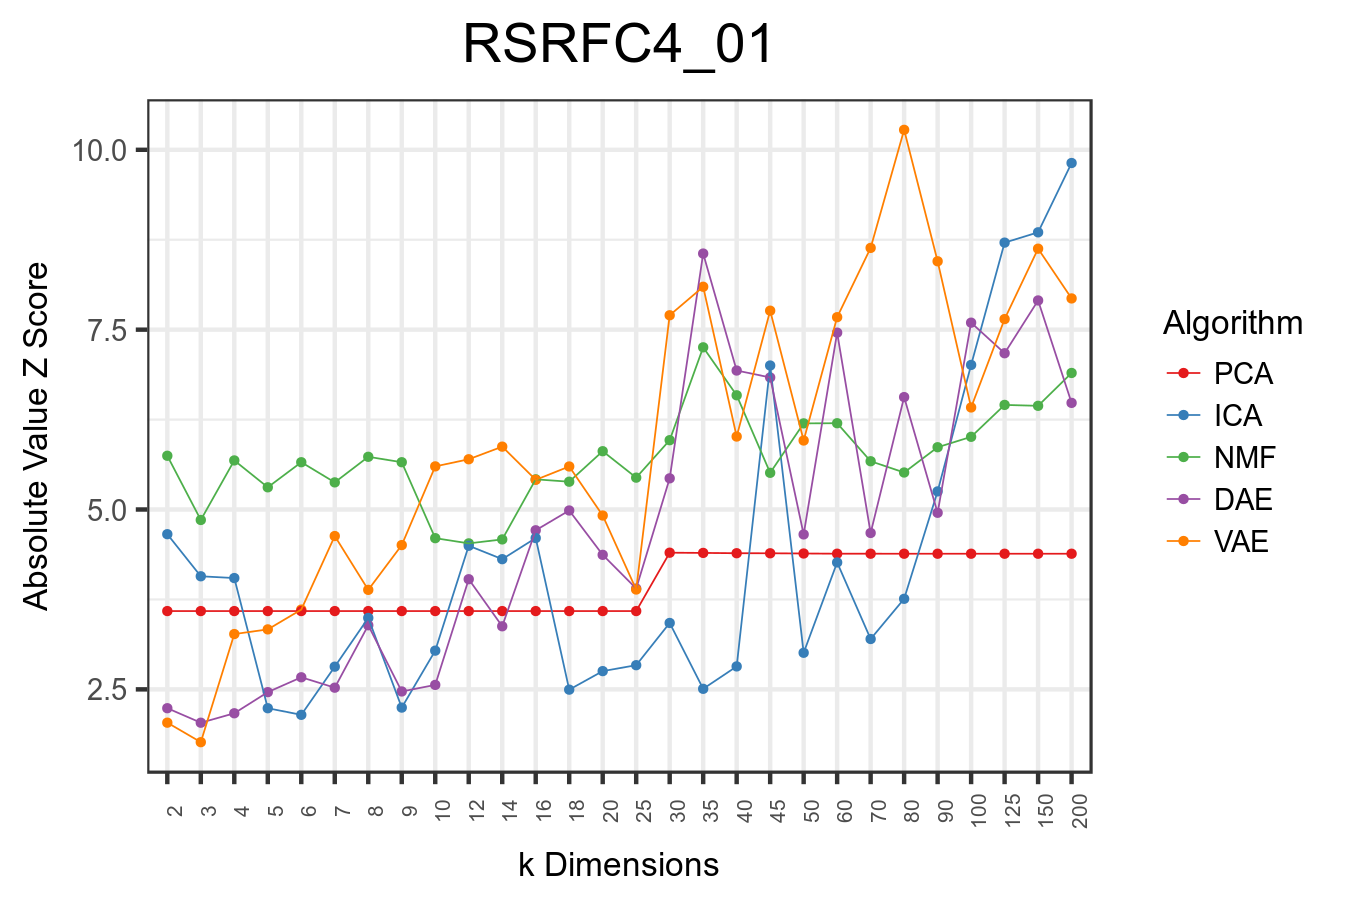 RSRFC4_01
Absolute Value Z Score
10.0
7.5
5.0
2.5
2 3 4 5 6 7 8 9 10 12 14 16 18 20 25 30 35 40 45 50 60 70 80 90 100 125 150 200
k Dimensions
Algorithm
PCA
ICA
NMF
DAE
VAE